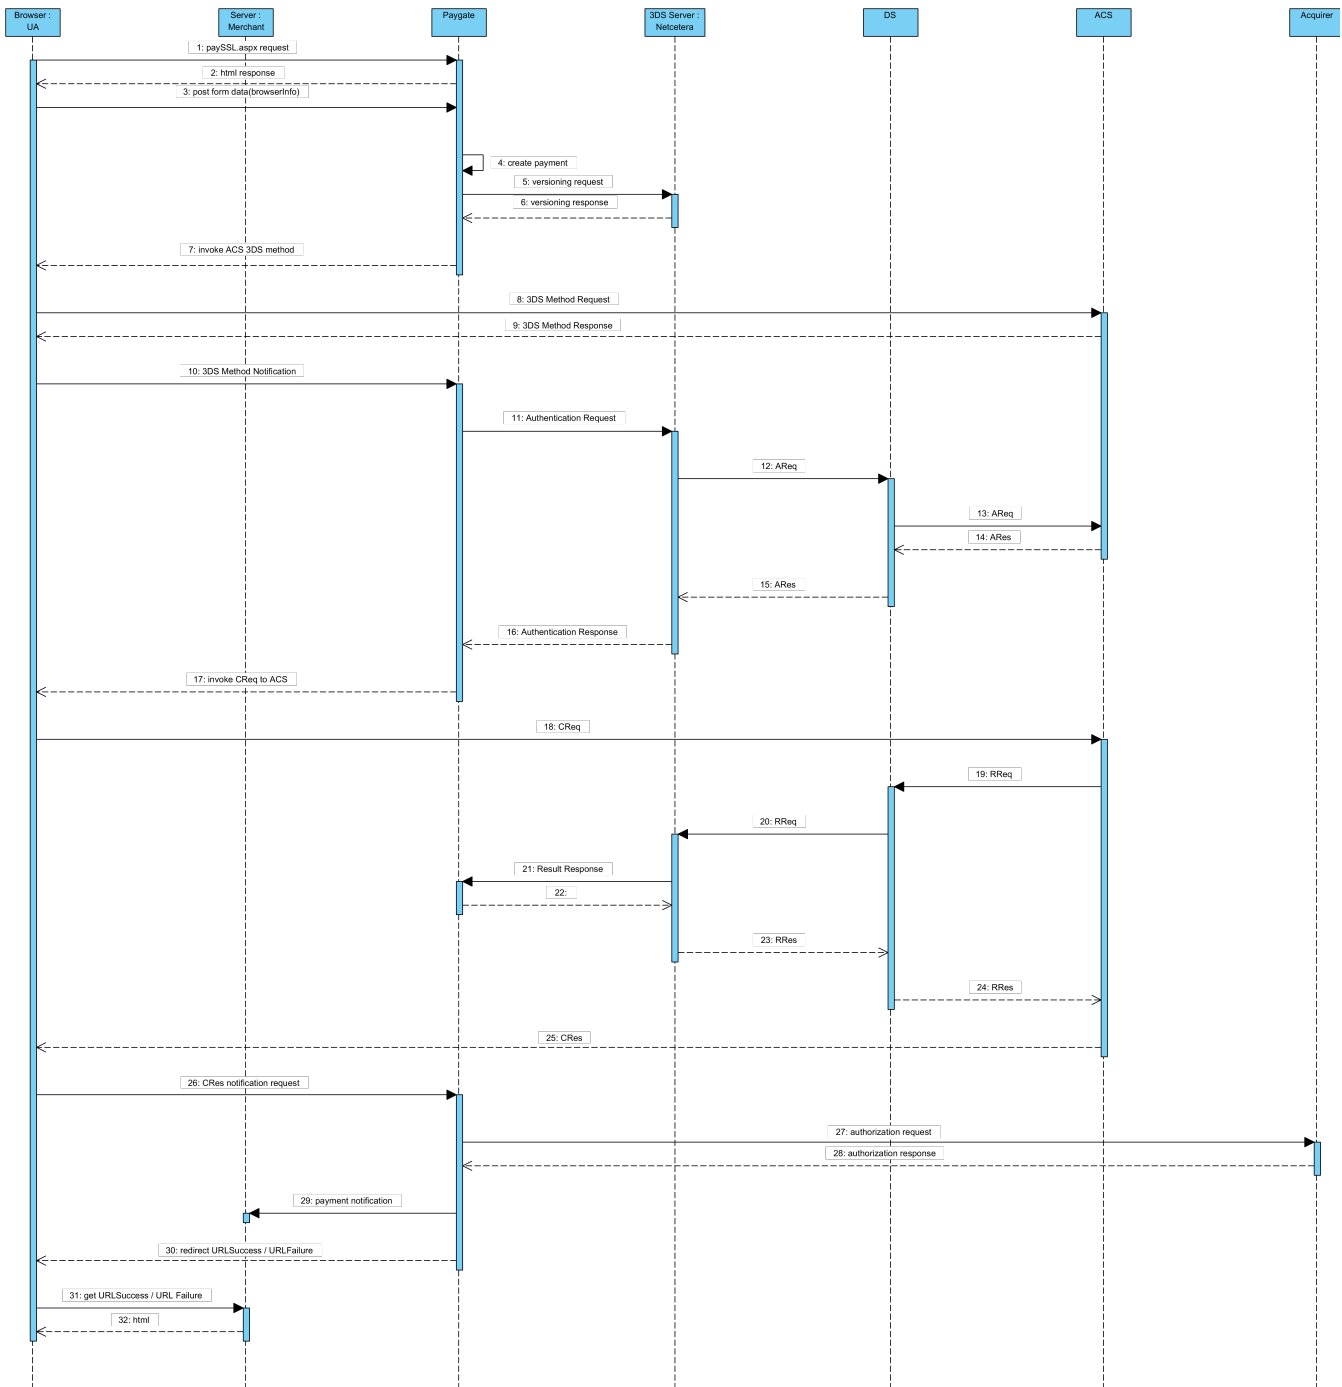 Browser :
UA
Server :
Merchant
Paygate
3DS Server :
Netcetera
DS
ACS
Acquirer
1: paySSL.aspx request
2: html response
3: post form data(browserInfo)
4: create payment
5: versioning request
6: versioning response
7: invoke ACS 3DS method
8: 3DS Method Request
9: 3DS Method Response
10: 3DS Method Notification
11: Authentication Request
12: AReq
13: AReq
14: ARes
15: ARes
16: Authentication Response
17: invoke CReq to ACS
18: CReq
19: RReq
20: RReq
21: Result Response
22:
23: RRes
24: RRes
25: CRes
26: CRes notification request
27: authorization request
28: authorization response
29: payment notification
30: redirect URLSuccess / URLFailure
31: get URLSuccess / URL Failure
32: html